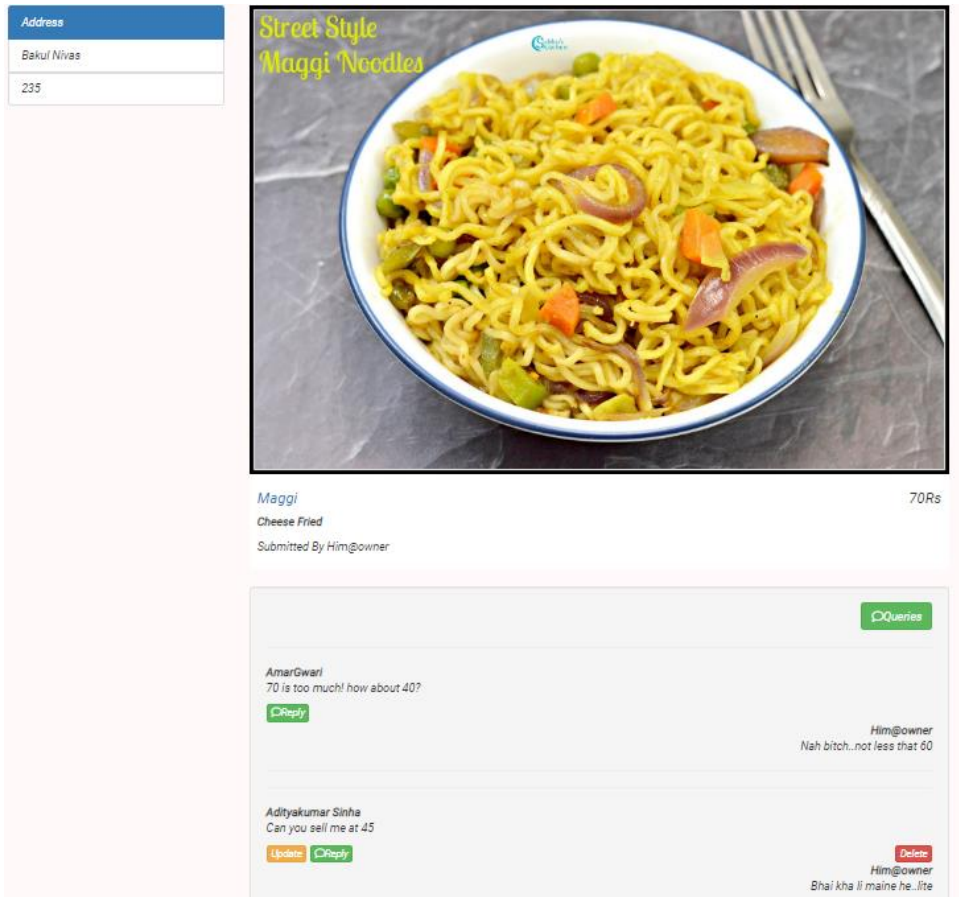 Address
Bakul Nivas
235
Street Style
Maggi Noodles
Maggi
70Rs
Cheese Fried
Submitted By Him@owner
Queries
AmarGwari
70 is too much! how about 40?
Reply
Him@owner
Nah bitch..not less that 60
Adityakumar Sinha
Can you sell me at 45
Update Reply
Delete
Him@owner
Bhai kha li maine he..lite